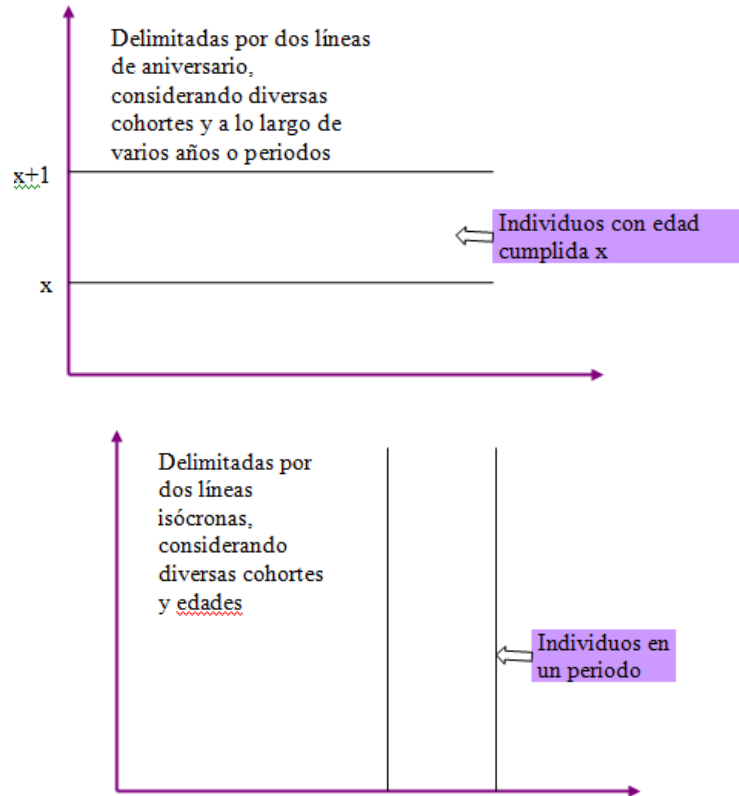 Delimitadas por dos líneas
de aniversario,
considerando diversas
cohortes y a lo largo de
varios años o periodos
x+1
Individuos con edad
cumplida x
x
Delimitadas por
dos líneas
isócronas,
considerando
diversas cohortes
y edades
Individuos en
un periodo